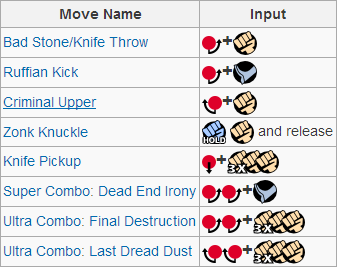 Move Name Input
Bad Stone/Knife Throw +
Ruffian Kick +
Criminal Upper +
Zonk Knuckle HOLD and release
Knife Pickup + 3X
Super Combo: Dead End Irony +
Ultra Combo: Final Destruction + 3X
Ultra Combo: Last Dread Dust + 3X